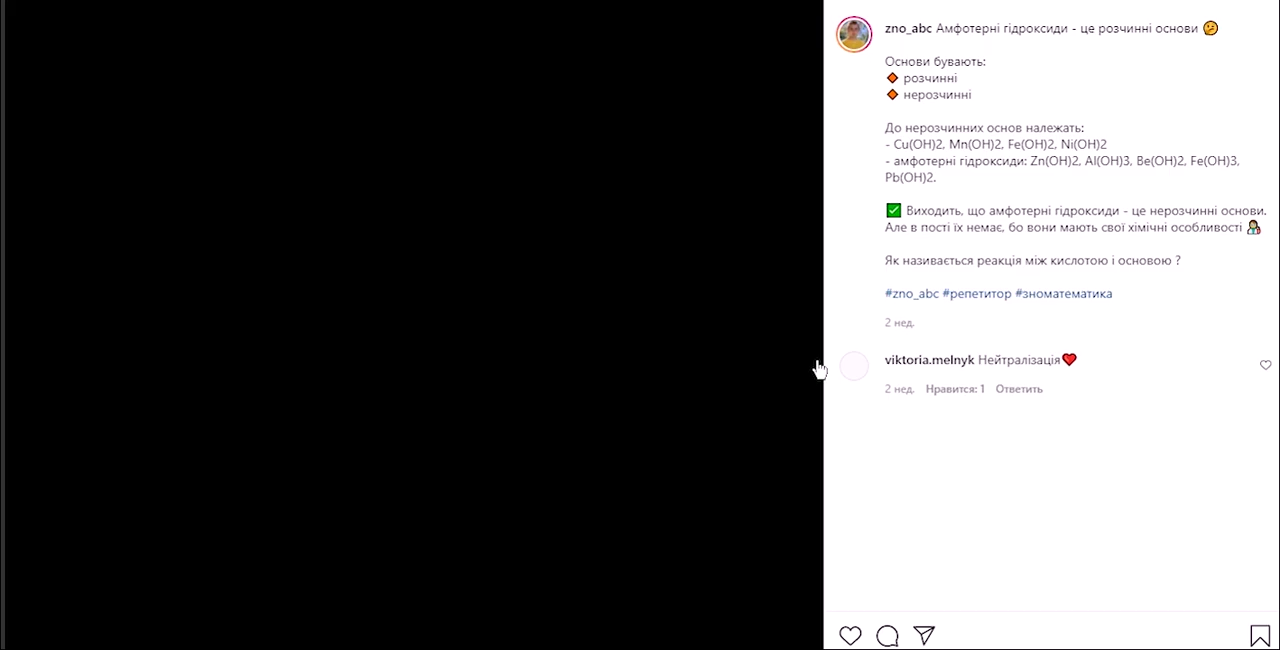 zno_abc Амфотерні гідроксиди - це розчинні основи 🤔
Основи бувають:
🔸 розчинні
🔸 нерозчинні
До нерозчинних основ належать:
- Cu(OH)2, Mn(OH)2, Fe(OH)2, Ni(OH)2
- амфотерні гідроксиди: Zn(OH)2, Al(OH)3, Be(OH)2, Fe(OH)3,
Pb(OH)2.
✅ Виходить, що амфотерні гідроксиди - це нерозчинні основи.
Але в пості їх немає, бо вони мають свої хімічні особливості 👩‍🔬
Як називається реакція між кислотою і основою ?
#zno_abc #репетитор #зноматематика
2 нед.
viktoria.melnyk Нейтралізація❤️
2 нед. Нравится: 1 Ответить